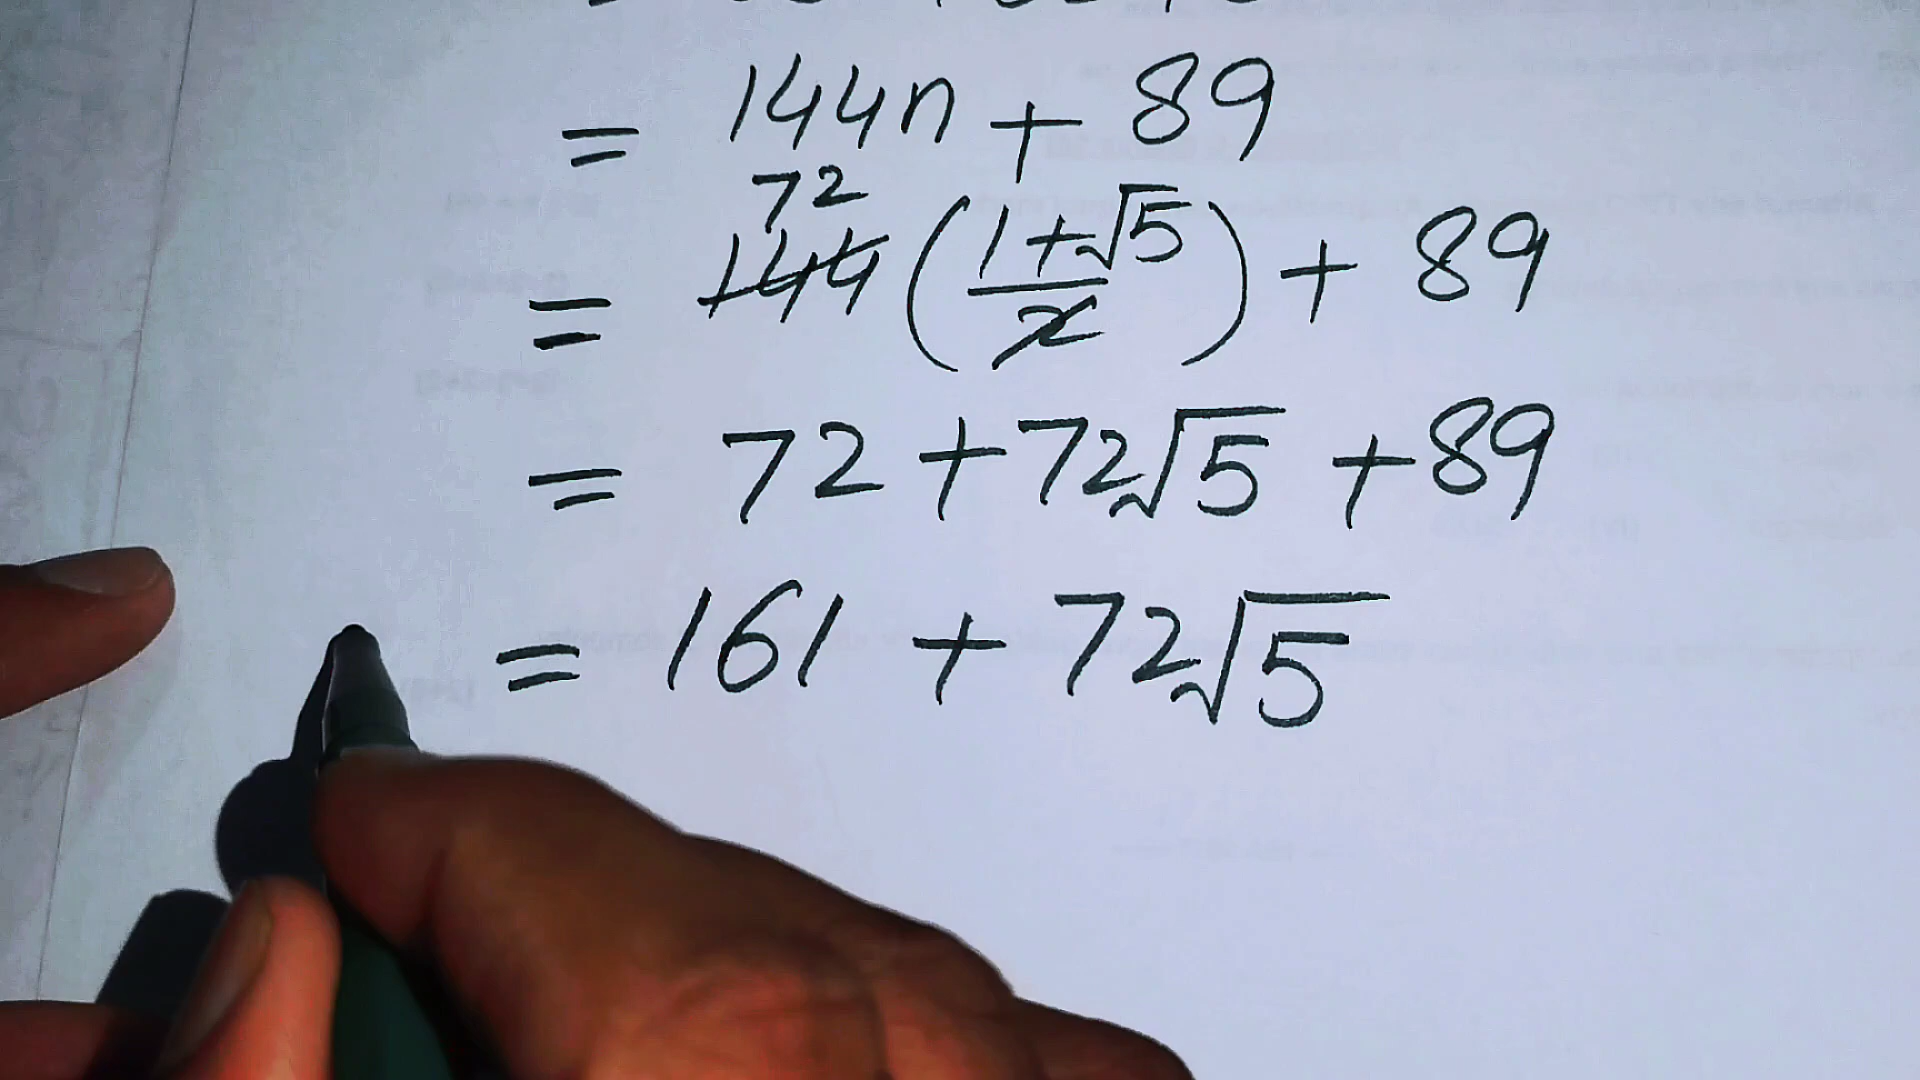 = 144n + 89
72
= 144 (1+√5/2) + 89
= 72 + 72√5 + 89
= 161 + 72√5